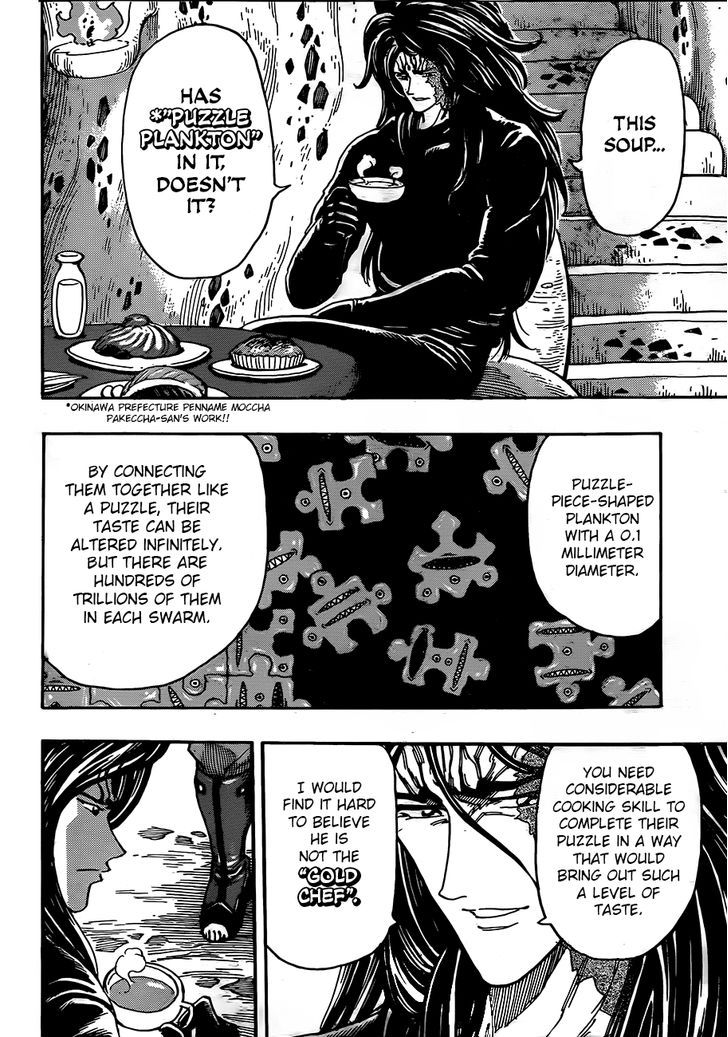 THIS
SOUP...
HAS
*"PUZZLE
PLANKTON"
IN IT,
DOESN'T
IT?
*OKINAWA PREFECTURE PENNAME MOCCHA
PAKECCHA-SAN'S WORK!!
PUZZLE-
PIECE-SHAPED
PLANKTON
WITH A 0.1
MILLIMETER
DIAMETER.
BY CONNECTING
THEM TOGETHER LIKE
A PUZZLE, THEIR
TASTE CAN BE
ALTERED INFINITELY.
BUT THERE ARE
HUNDREDS OF
TRILLIONS OF THEM
IN EACH SWARM.
YOU NEED
CONSIDERABLE
COOKING SKILL TO
COMPLETE THEIR
PUZZLE IN A WAY
THAT WOULD
BRING OUT SUCH
A LEVEL OF
TASTE.
I WOULD
FIND IT HARD
TO BELIEVE
HE IS
NOT THE
"GOLD
CHEF".